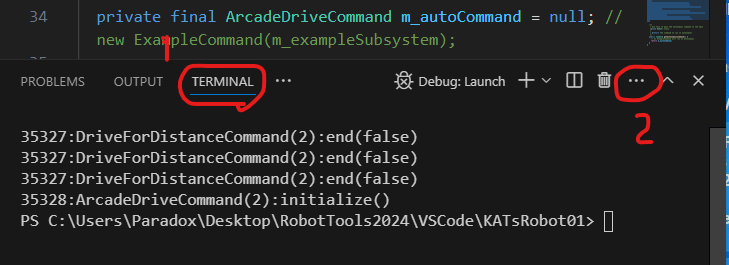 34 private final ArcadeDriveCommand m_autoCommand = null; //
new ExampleCommand(m_exampleSubsystem);
1
PROBLEMS OUTPUT TERMINAL ··· Debug: Launch ···
2
35327:DriveForDistanceCommand(2):end(false)
35327:DriveForDistanceCommand(2):end(false)
35327:DriveForDistanceCommand(2):end(false)
35328:ArcadeDriveCommand(2):initialize()
PS C:\Users\Paradox\Desktop\RobotTools2024\VSCode\KATsRobot01>